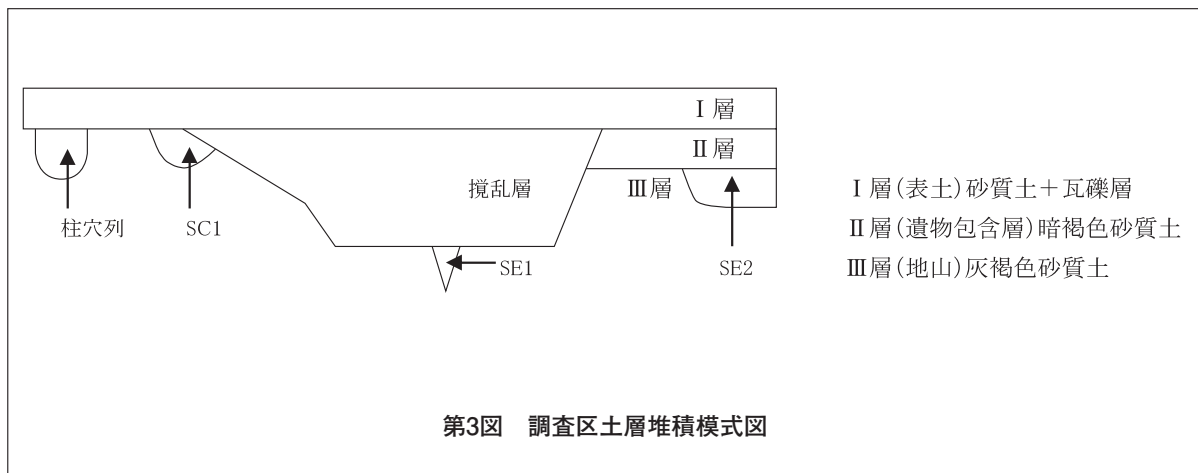 Ⅰ層
Ⅱ層
撹乱層
Ⅲ層
柱穴列
SC1
SE1
SE2
Ⅰ層(表土)砂質土+瓦礫層
Ⅱ層(遺物包含層)暗褐色砂質土
Ⅲ層(地山)灰褐色砂質土
第3図 調査区土層堆積模式図